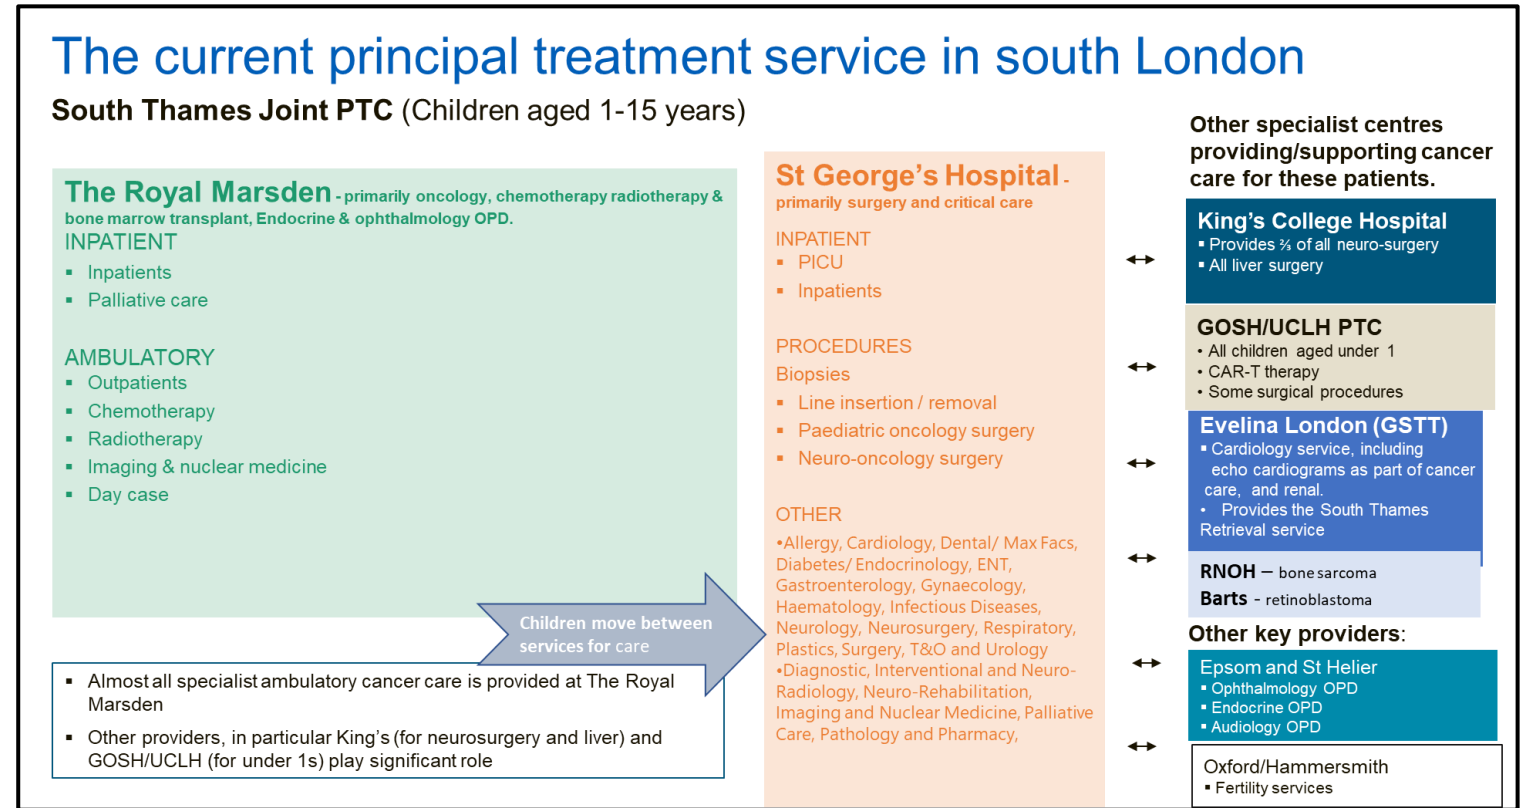 The current principal treatment service in south London
South Thames Joint PTC (Children aged 1-15 years)
The Royal Marsden - primarily oncology, chemotherapy radiotherapy &
bone marrow transplant, Endocrine & ophthalmology OPD.
INPATIENT
▪ Inpatients
▪ Palliative care
AMBULATORY
▪ Outpatients
▪ Chemotherapy
▪ Radiotherapy
▪ Imaging & nuclear medicine
▪ Day case
Children move between
services for care
▪ Almost all specialist ambulatory cancer care is provided at The Royal
Marsden
▪ Other providers, in particular King's (for neurosurgery and liver) and
GOSH/UCLH (for under 1s) play significant role
St George's Hospital -
primarily surgery and critical care
INPATIENT
▪ PICU
▪ Inpatients
PROCEDURES
Biopsies
▪ Line insertion / removal
▪ Paediatric oncology surgery
▪ Neuro-oncology surgery
OTHER
•Allergy, Cardiology, Dental/ Max Facs,
Diabetes/ Endocrinology, ENT,
Gastroenterology, Gynaecology,
Haematology, Infectious Diseases,
Neurology, Neurosurgery, Respiratory,
Plastics, Surgery, T&O and Urology
•Diagnostic, Interventional and Neuro-
Radiology, Neuro-Rehabilitation,
Imaging and Nuclear Medicine, Palliative
Care, Pathology and Pharmacy,
Other specialist centres
providing/supporting cancer
care for these patients.
King's College Hospital
▪ Provides ⅔ of all neuro-surgery
▪ All liver surgery
GOSH/UCLH PTC
• All children aged under 1
• CAR-T therapy
• Some surgical procedures
Evelina London (GSTT)
▪ Cardiology service, including
echo cardiograms as part of cancer
care, and renal.
• Provides the South Thames
Retrieval service
RNOH – bone sarcoma
Barts - retinoblastoma
Other key providers:
Epsom and St Helier
▪ Ophthalmology OPD
▪ Endocrine OPD
▪ Audiology OPD
Oxford/Hammersmith
▪ Fertility services